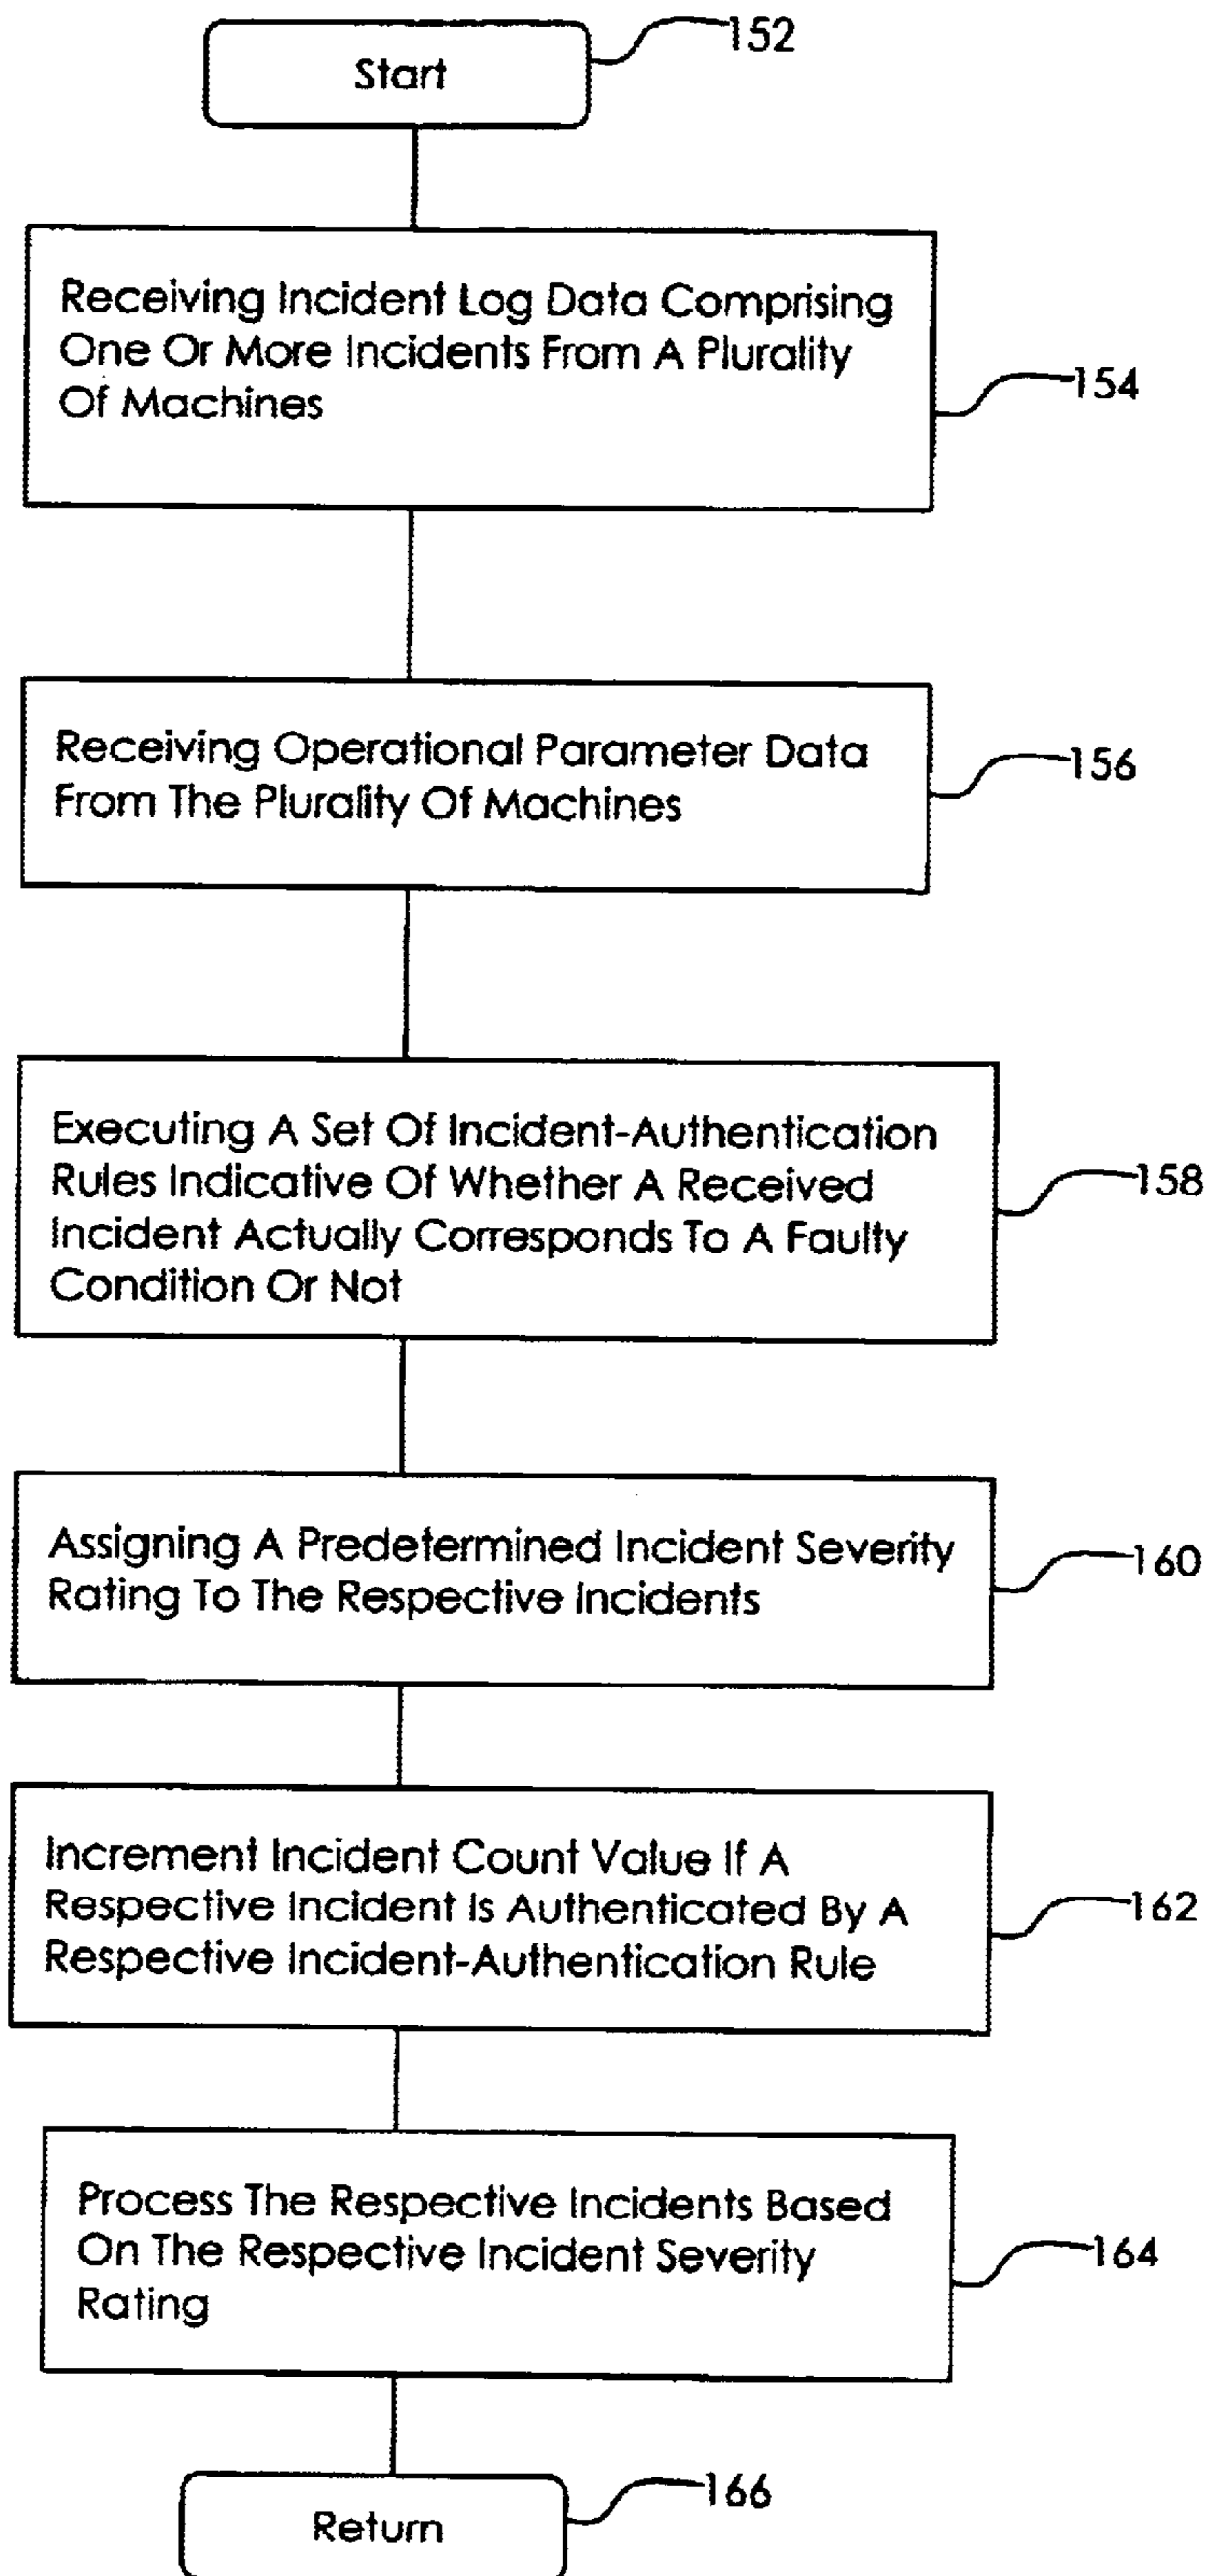 Start
152
Receiving Incident Log Data Comprising
One Or More Incidents From A Plurality
Of Machines
154
Receiving Operational Parameter Data
From The Plurality Of Machines
156
Executing A Set Of Incident-Authentication
Rules Indicative Of Whether A Received
Incident Actually Corresponds To A Faulty
Condition Or Not
158
Assigning A Predetermined Incident Severity
Rating To The Respective Incidents
160
Increment Incident Count Value If A
Respective Incident Is Authenticated By A
Respective Incident-Authentication Rule
162
Process The Respective Incidents Based
On The Respective Incident Severity
Rating
164
Return
166